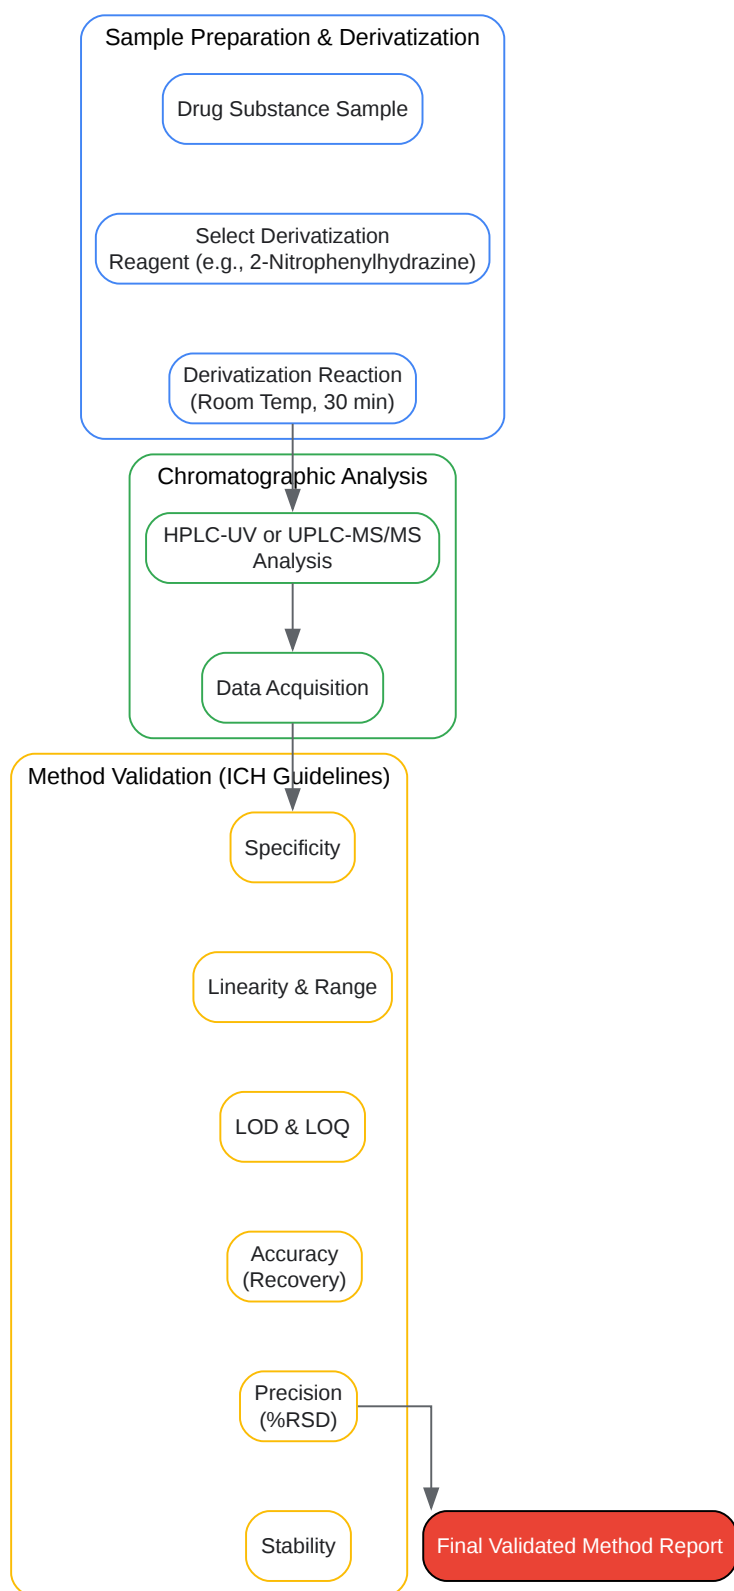 Sample Preparation & Derivatization
Drug Substance Sample
Select Derivatization
Reagent (e.g., 2-Nitrophenylhydrazine)
Derivatization Reaction
(Room Temp, 30 min)
Chromatographic Analysis
HPLC-UV or UPLC-MS/MS
Analysis
Data Acquisition
Method Validation (ICH Guidelines)
Specificity
Linearity & Range
LOD & LOQ
Accuracy
(Recovery)
Precision
(%RSD)
Stability
Final Validated Method Report